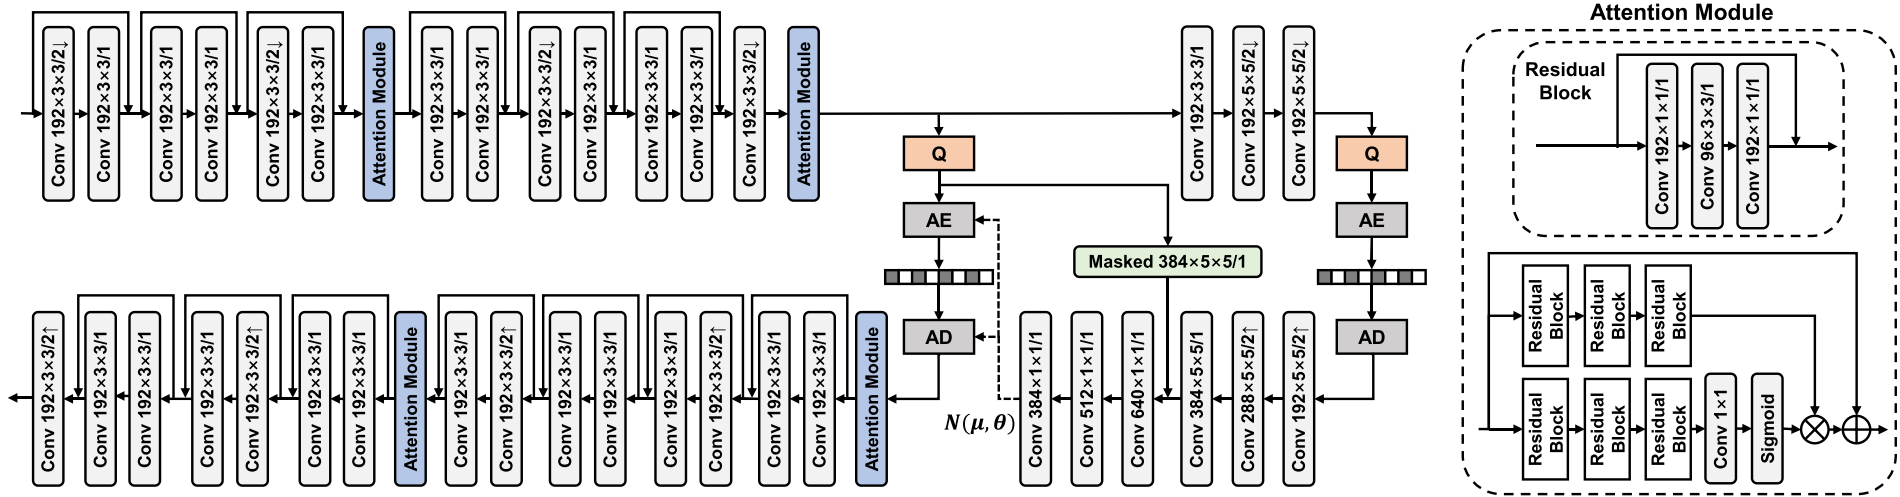 Conv 192×3×3/2↓
Conv 192×3×3/1
Conv 192×3×3/1
Conv 192×3×3/1
Conv 192×3×3/2↓
Conv 192×3×3/1
Attention Module
Conv 192×3×3/1
Conv 192×3×3/1
Conv 192×3×3/2↓
Conv 192×3×3/1
Conv 192×3×3/1
Conv 192×3×3/1
Conv 192×3×3/2↓
Attention Module
Conv 192×3×3/1
Conv 192×5×5/2↓
Conv 192×5×5/2↓
Q
AE
AD
Q
AE
AD
Masked 384×5×5/1
Conv 192×3×3/2↑
Conv 192×3×3/1
Conv 192×3×3/1
Conv 192×3×3/1
Conv 192×3×3/2↑
Conv 192×3×3/1
Conv 192×3×3/1
Attention Module
Conv 192×3×3/1
Conv 192×3×3/2↑
Conv 192×3×3/1
Conv 192×3×3/1
Conv 192×3×3/1
Conv 192×3×3/2↑
Conv 192×3×3/1
Conv 192×3×3/1
Attention Module
N(μ, θ)
Conv 384×1×1/1
Conv 512×1×1/1
Conv 640×1×1/1
Conv 384×5×5/1
Conv 288×5×5/2↑
Conv 192×5×5/2↑
Attention Module
Residual
Block
Conv 192×1×1/1
Conv 96×3×3/1
Conv 192×1×1/1
Residual
Block
Residual
Block
Residual
Block
Residual
Block
Residual
Block
Residual
Block
Conv 1×1
Sigmoid